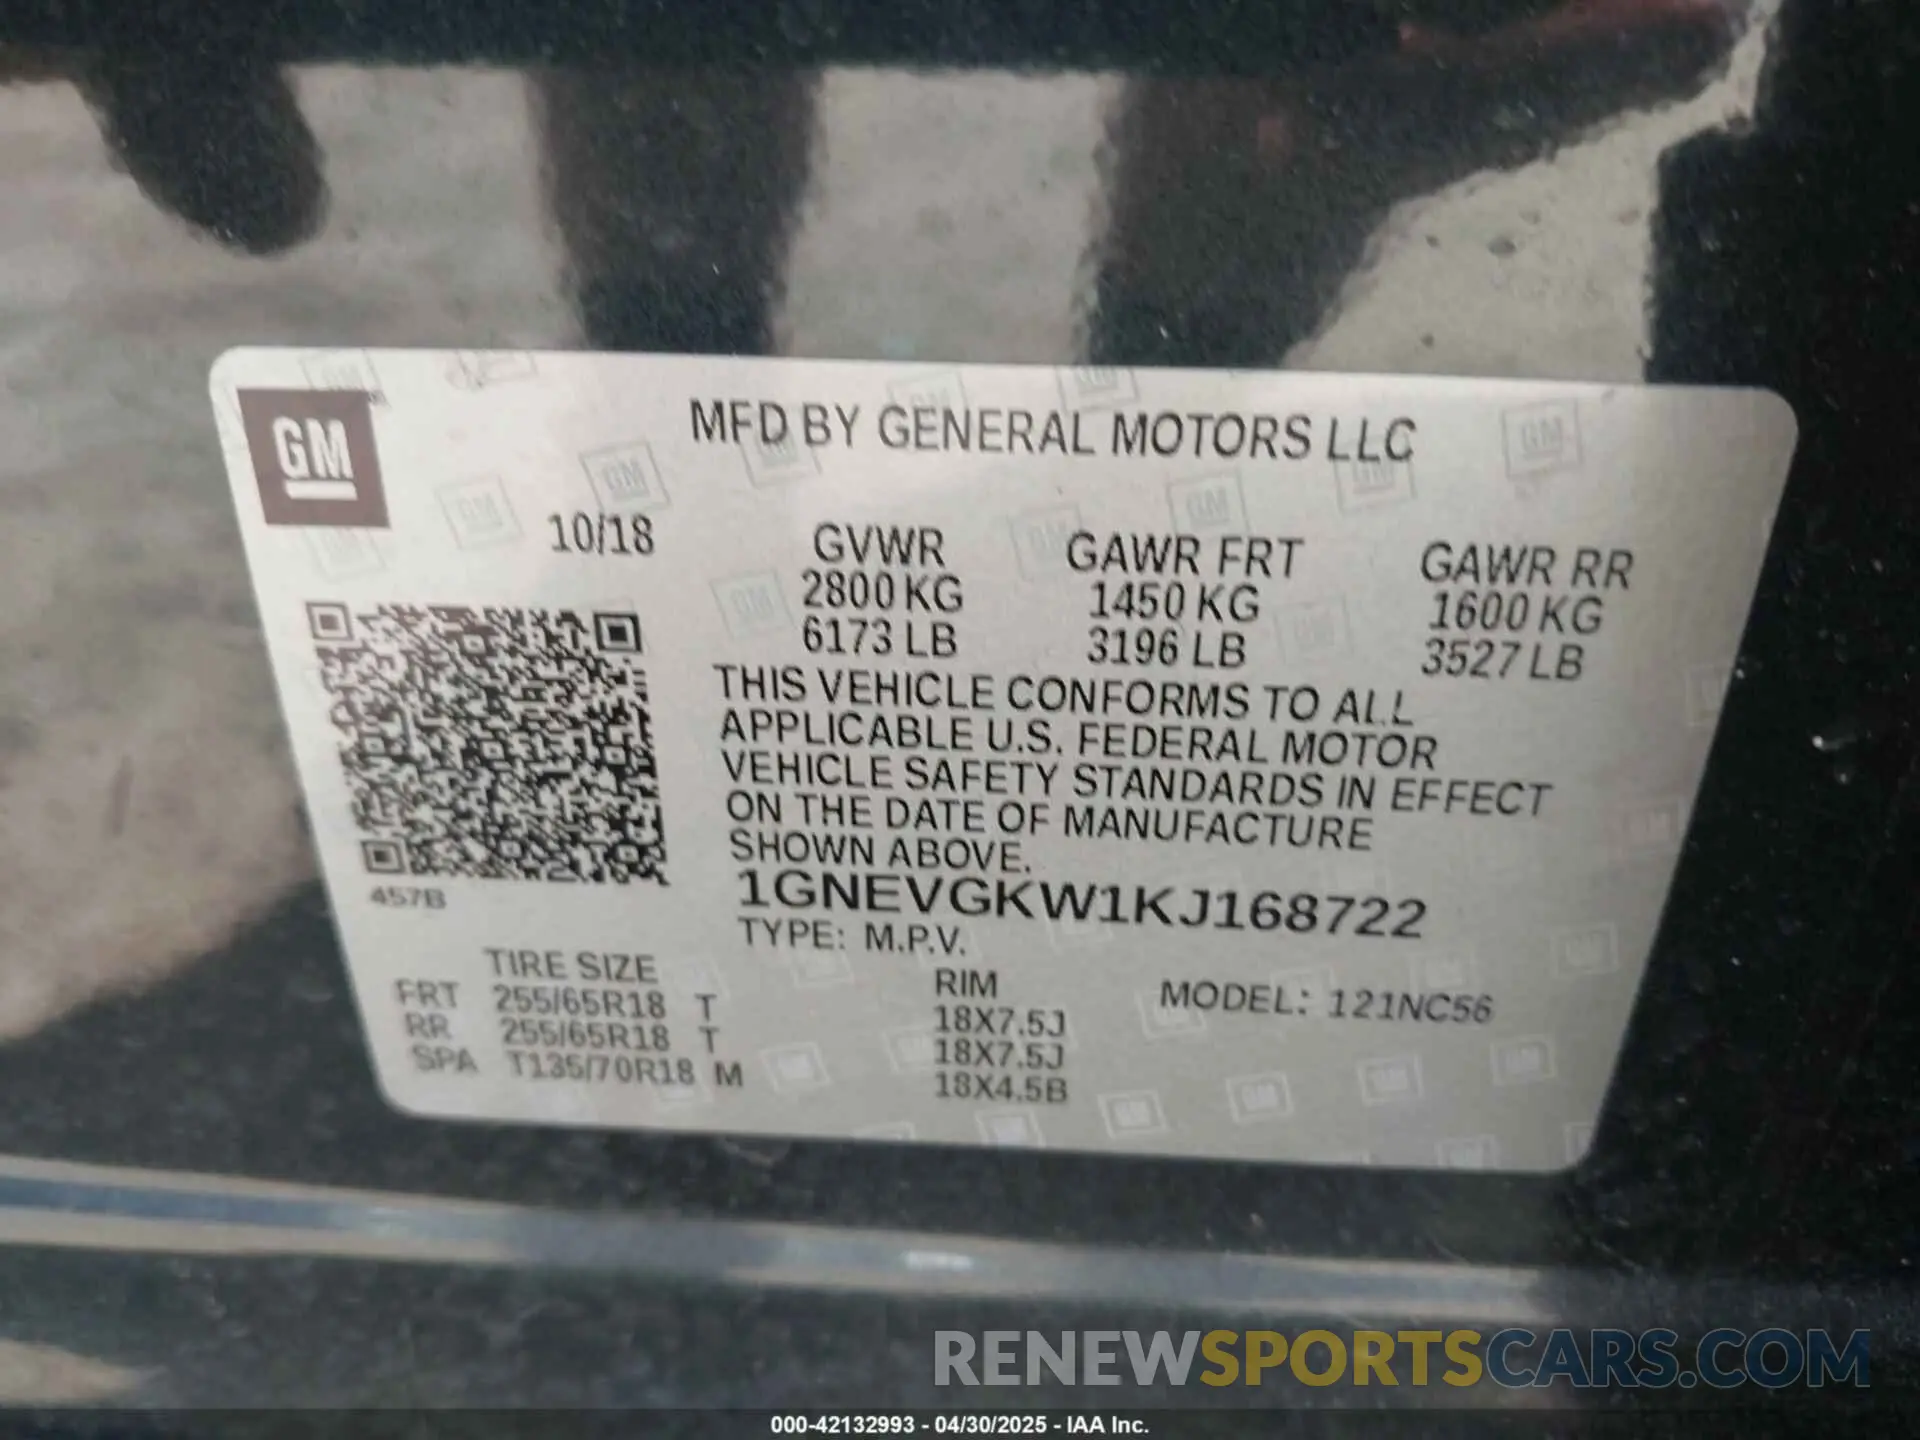 GM
MFD BY GENERAL MOTORS LLC
10/18
GVWR GAWR FRT GAWR RR
2800 KG 1450 KG 1600 KG
6173 LB 3196 LB 3527 LB
THIS VEHICLE CONFORMS TO ALL
APPLICABLE U.S. FEDERAL MOTOR
VEHICLE SAFETY STANDARDS IN EFFECT
ON THE DATE OF MANUFACTURE
SHOWN ABOVE.
457B
1GNEVGKW1KJ168722
TYPE: M.P.V.
TIRE SIZE RIM MODEL: 121NC56
FRT 255/65R18 T 18X7.5J
RR 255/65R18 T 18X7.5J
SPA T135/70R18 M 18X4.5B
RENEWSPORTSCARS.COM
000-42132993 - 04/30/2025 - IAA Inc.